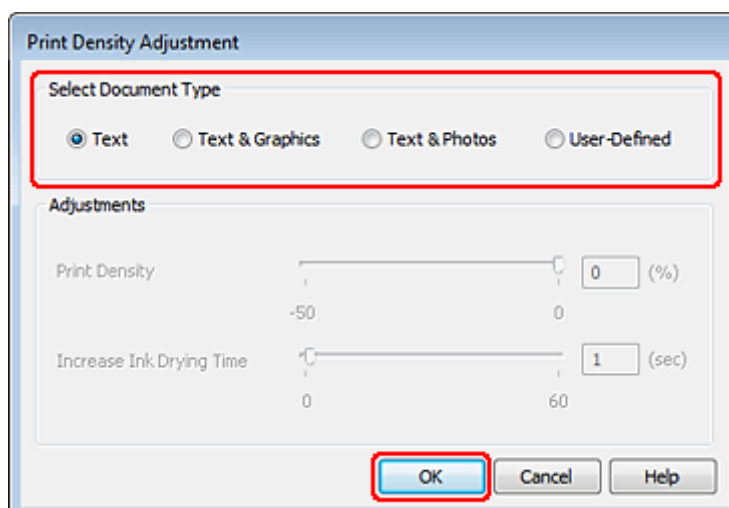 Print Density Adjustment
Select Document Type
Text Text & Graphics Text & Photos User-Defined
Adjustments
Print Density 0 (%)
-50 0
Increase Ink Drying Time 1 (sec)
0 60
OK Cancel Help